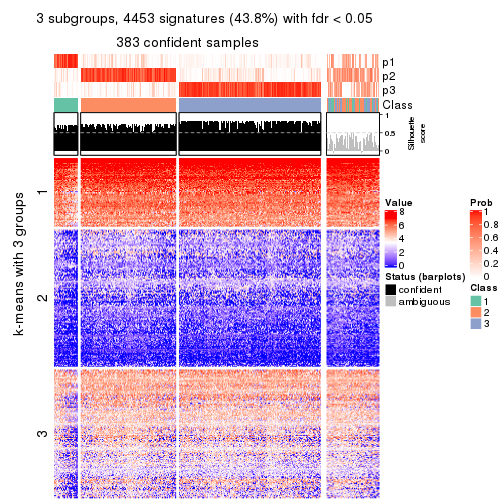 3 subgroups, 4453 signatures (43.8%) with fdr < 0.05
383 confident samples
p1
p2
p3
Class
1
0.5
0
Silhouette
score
k-means with 3 groups
1
2
3
Value
8
6
4
2
0
Status (barplots)
confident
ambiguous
Prob
1
0.8
0.6
0.4
0.2
0
Class
1
2
3